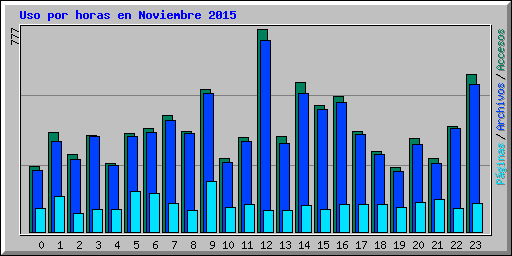 Uso por horas en Noviembre 2015
777
Páginas / Archivos / Accesos
0 1 2 3 4 5 6 7 8 9 10 11 12 13 14 15 16 17 18 19 20 21 22 23